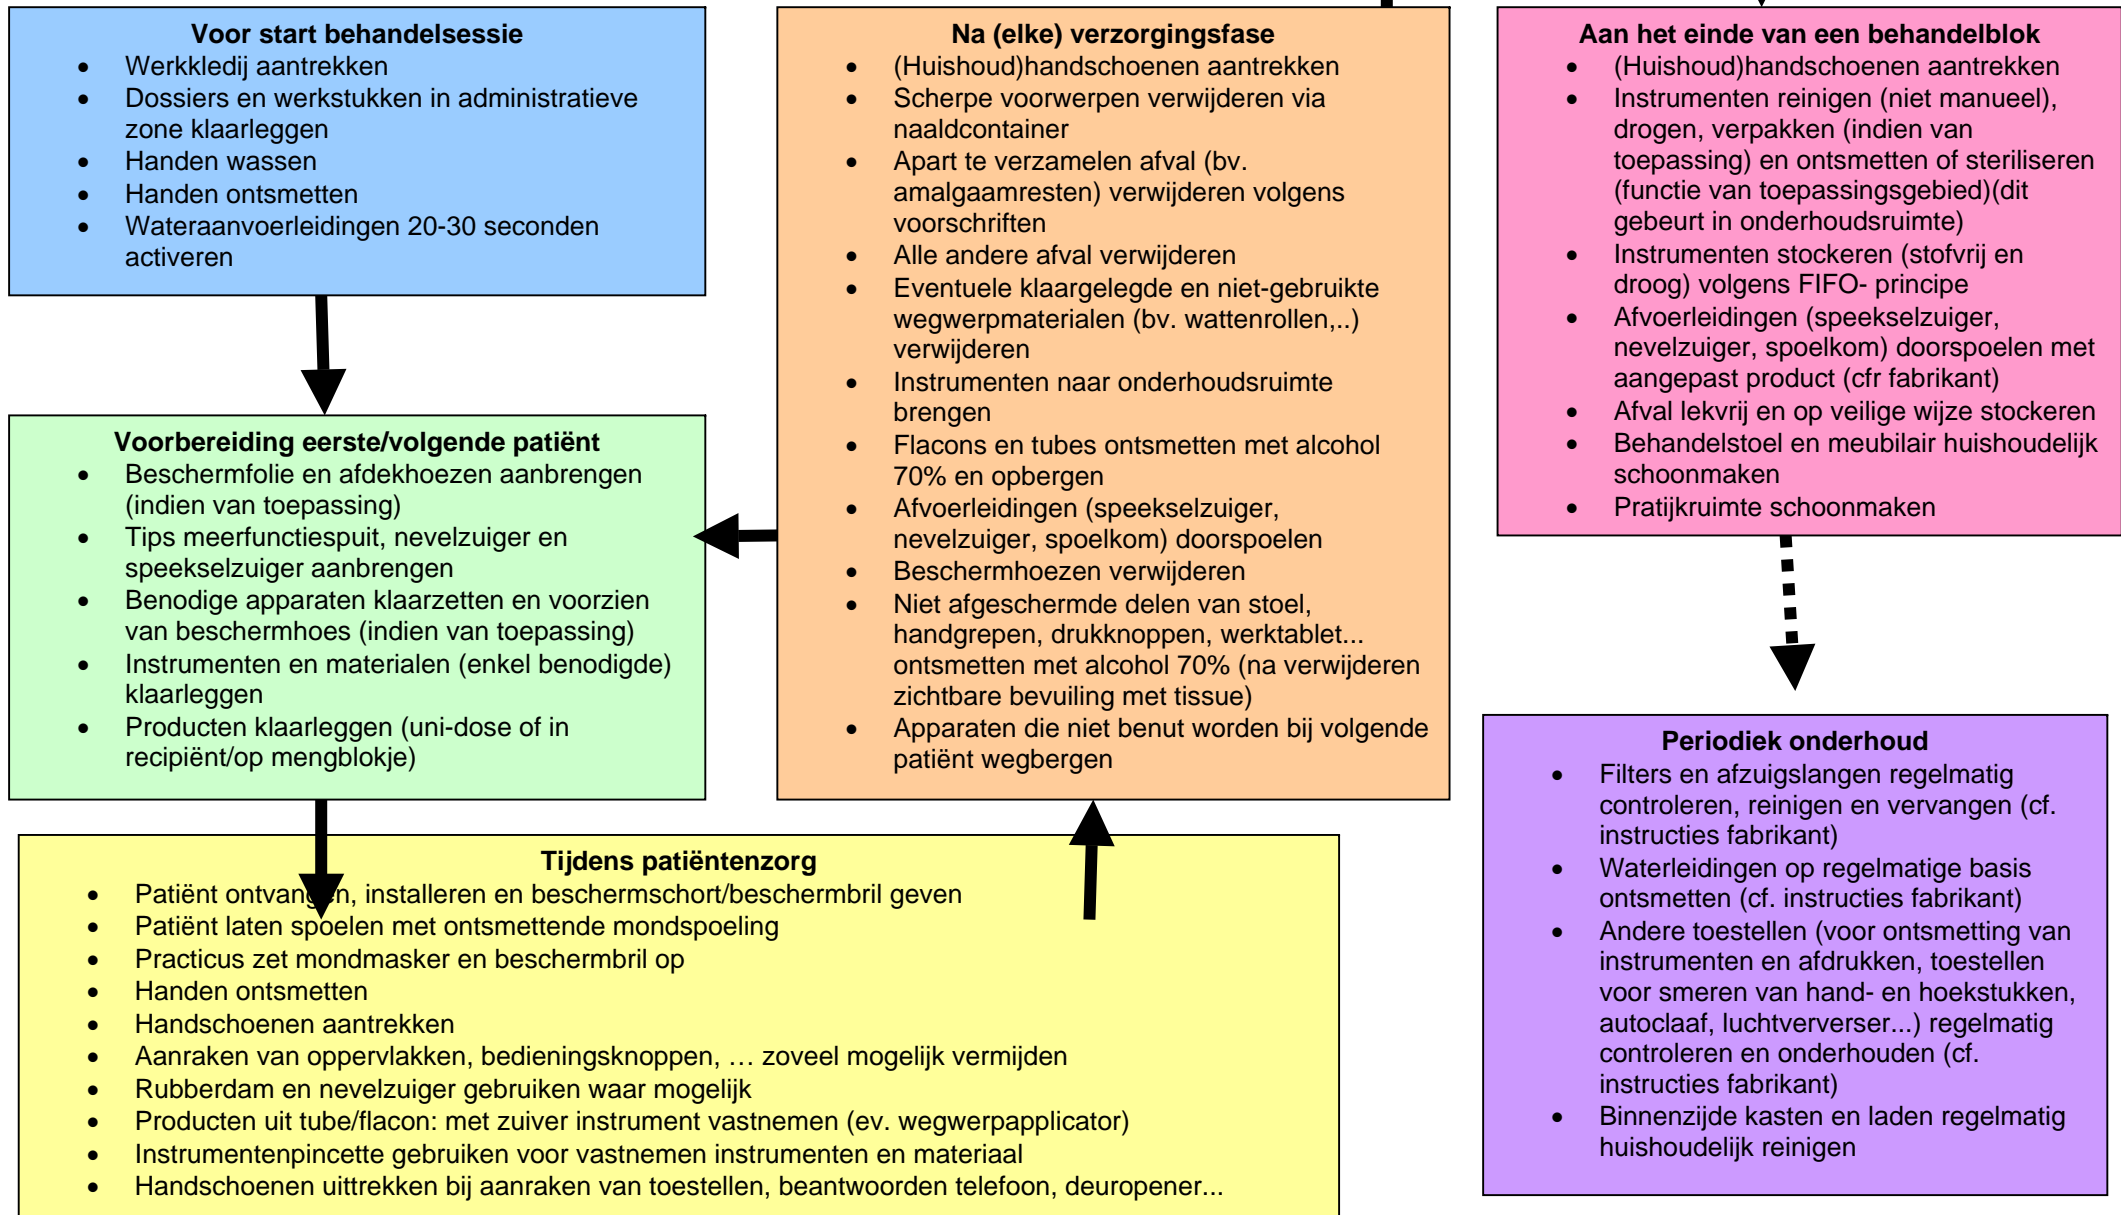 Voor start behandelsessie
• Werkkledij aantrekken
• Dossiers en werkstukken in administratieve
zone klaarleggen
• Handen wassen
• Handen ontsmetten
• Wateraanvoerleidingen 20-30 seconden
activeren
Voorbereiding eerste/volgende patiënt
• Beschermfolie en afdekhoezen aanbrengen
(indien van toepassing)
• Tips meerfunctiespuit, nevelzuiger en
speekselzuiger aanbrengen
• Benodige apparaten klaarzetten en voorzien
van beschermhoes (indien van toepassing)
• Instrumenten en materialen (enkel benodigde)
klaarleggen
• Producten klaarleggen (uni-dose of in
recipiënt/op mengblokje)
Tijdens patiëntenzorg
• Patiënt ontvangen, installeren en beschermschort/beschermbril geven
• Patiënt laten spoelen met ontsmettende mondspoeling
• Practicus zet mondmasker en beschermbril op
• Handen ontsmetten
• Handschoenen aantrekken
• Aanraken van oppervlakken, bedieningsknoppen, … zoveel mogelijk vermijden
• Rubberdam en nevelzuiger gebruiken waar mogelijk
• Producten uit tube/flacon: met zuiver instrument vastnemen (ev. wegwerpapplicator)
• Instrumentenpincette gebruiken voor vastnemen instrumenten en materiaal
• Handschoenen uittrekken bij aanraken van toestellen, beantwoorden telefoon, deuropener...
Na (elke) verzorgingsfase
• (Huishoud)handschoenen aantrekken
• Scherpe voorwerpen verwijderen via
naaldcontainer
• Apart te verzamelen afval (bv.
amalgaamresten) verwijderen volgens
voorschriften
• Alle andere afval verwijderen
• Eventuele klaargelegde en niet-gebruikte
wegwerpmaterialen (bv. wattenrollen,..)
verwijderen
• Instrumenten naar onderhoudsruimte
brengen
• Flacons en tubes ontsmetten met alcohol
70% en opbergen
• Afvoerleidingen (speekselzuiger,
nevelzuiger, spoelkom) doorspoelen
• Beschermhoezen verwijderen
• Niet afgeschermde delen van stoel,
handgrepen, drukknoppen, werktablet...
ontsmetten met alcohol 70% (na verwijderen
zichtbare bevuiling met tissue)
• Apparaten die niet benut worden bij volgende
patiënt wegbergen
Aan het einde van een behandelblok
• (Huishoud)handschoenen aantrekken
• Instrumenten reinigen (niet manueel),
drogen, verpakken (indien van
toepassing) en ontsmetten of steriliseren
(functie van toepassingsgebied)(dit
gebeurt in onderhoudsruimte)
• Instrumenten stockeren (stofvrij en
droog) volgens FIFO- principe
• Afvoerleidingen (speekselzuiger,
nevelzuiger, spoelkom) doorspoelen met
aangepast product (cfr fabrikant)
• Afval lekvrij en op veilige wijze stockeren
• Behandelstoel en meubilair huishoudelijk
schoonmaken
• Pratijkruimte schoonmaken
Periodiek onderhoud
• Filters en afzuigslangen regelmatig
controleren, reinigen en vervangen (cf.
instructies fabrikant)
• Waterleidingen op regelmatige basis
ontsmetten (cf. instructies fabrikant)
• Andere toestellen (voor ontsmetting van
instrumenten en afdrukken, toestellen
voor smeren van hand- en hoekstukken,
autoclaaf, luchtververser...) regelmatig
controleren en onderhouden (cf.
instructies fabrikant)
• Binnenzijde kasten en laden regelmatig
huishoudelijk reinigen